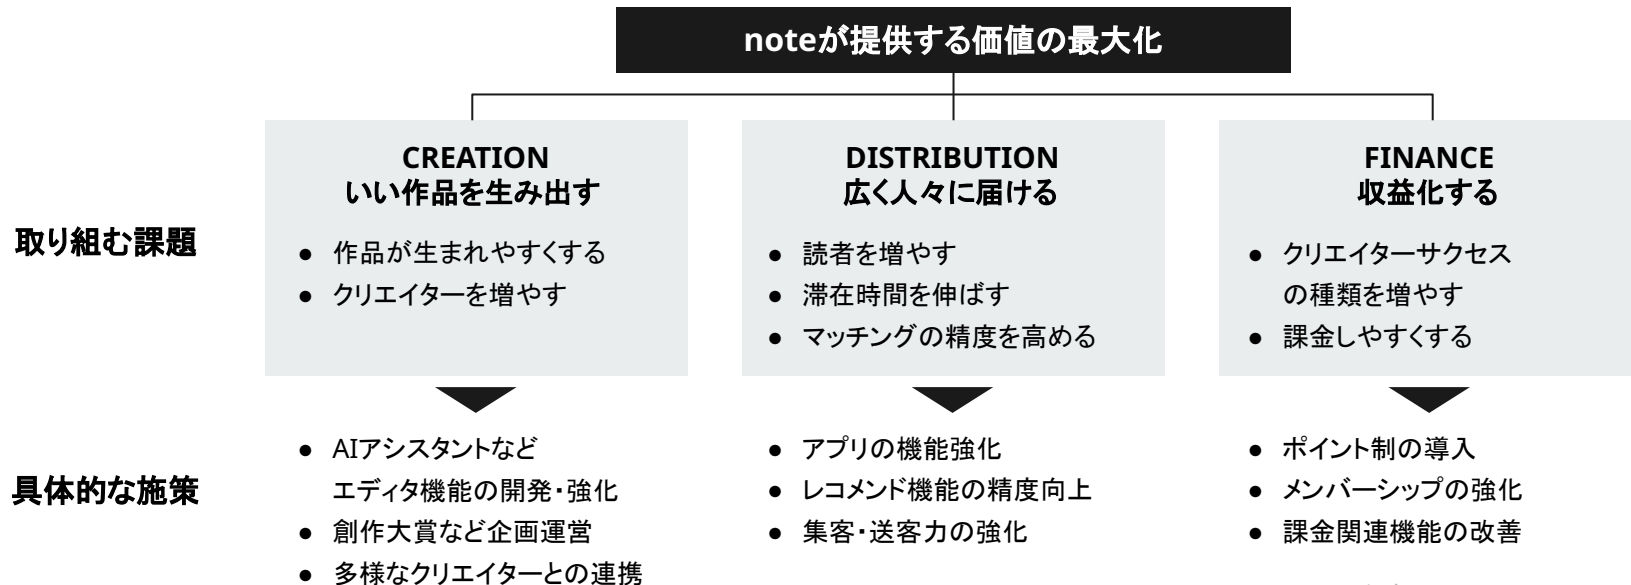 noteが提供する価値の最大化
取り組む課題
CREATION
いい作品を生み出す
● 作品が生まれやすくする
● クリエイターを増やす
DISTRIBUTION
広く人々に届ける
● 読者を増やす
● 滞在時間を伸ばす
● マッチングの精度を高める
FINANCE
収益化する
● クリエイターサクセス
の種類を増やす
● 課金しやすくする
具体的な施策
● AIアシスタントなど
エディタ機能の開発・強化
● 創作大賞など企画運営
● 多様なクリエイターとの連携
● アプリの機能強化
● レコメンド機能の精度向上
● 集客・送客力の強化
● ポイント制の導入
● メンバーシップの強化
● 課金関連機能の改善